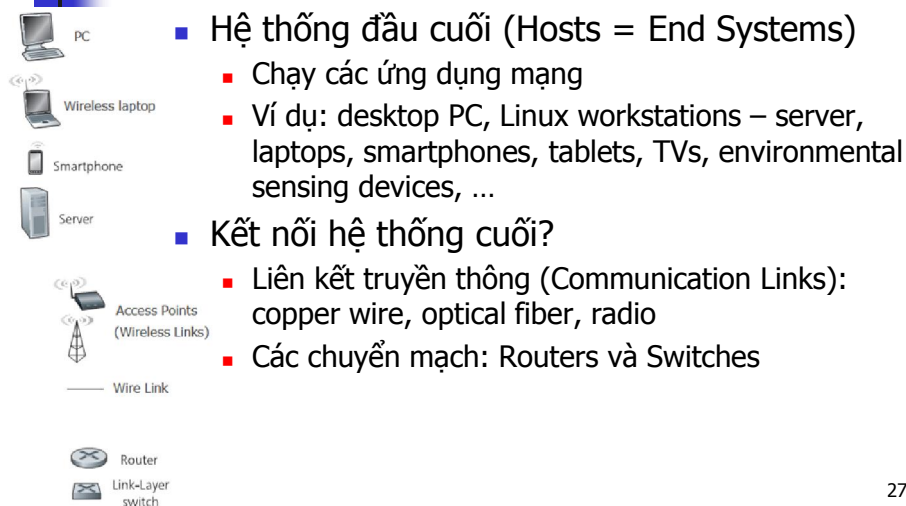 PC
Wireless laptop
Smartphone
Server
Access Points
(Wireless Links)
Wire Link
Router
Link-Layer
switch
Hệ thống đầu cuối (Hosts = End Systems)
Chạy các ứng dụng mạng
Ví dụ: desktop PC, Linux workstations – server,
laptops, smartphones, tablets, TVs, environmental
sensing devices, …
Kết nối hệ thống cuối?
Liên kết truyền thông (Communication Links):
copper wire, optical fiber, radio
Các chuyển mạch: Routers và Switches
27